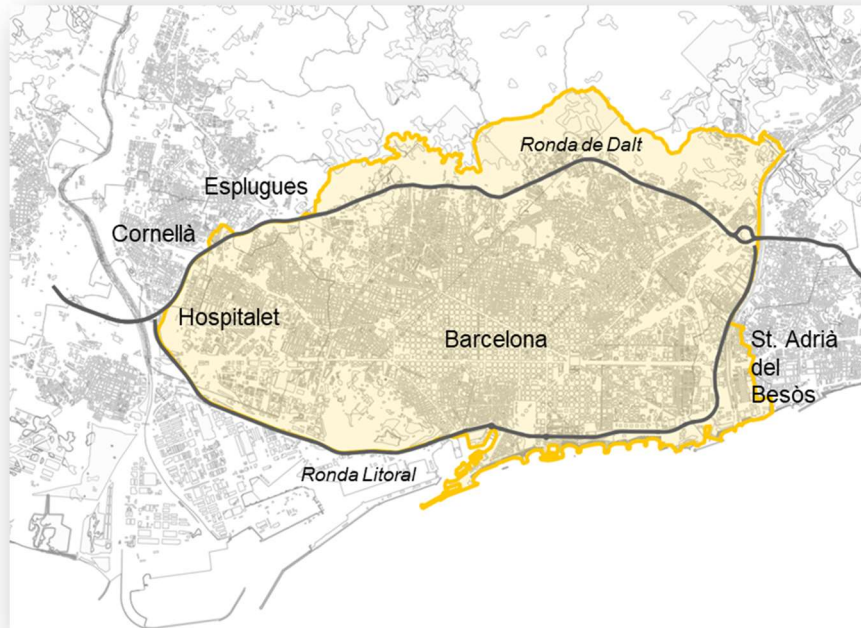 Ronda de Dalt
Esplugues
Cornellà
Hospitalet
Barcelona
St. Adrià
del
Besòs
Ronda Litoral